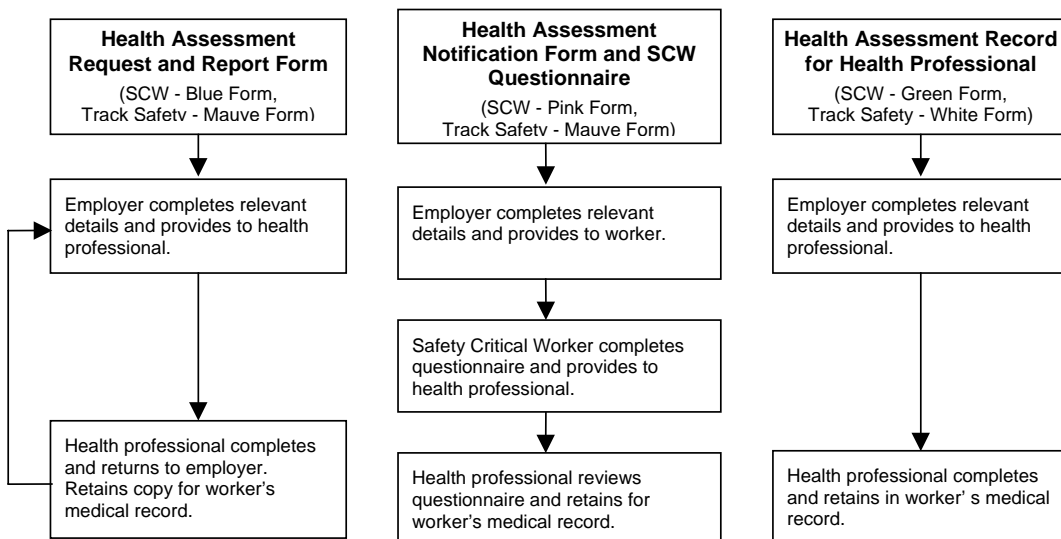 Health Assessment
Request and Report Form
(SCW - Blue Form,
Track Safety - Mauve Form)
Employer completes relevant
details and provides to health
professional.
Health professional completes
and returns to employer.
Retains copy for worker's
medical record.
Health Assessment
Notification Form and SCW
Questionnaire
(SCW - Pink Form,
Track Safety - Mauve Form)
Employer completes relevant
details and provides to worker.
Safety Critical Worker completes
questionnaire and provides to
health professional.
Health professional reviews
questionnaire and retains for
worker's medical record.
Health Assessment Record
for Health Professional
(SCW - Green Form,
Track Safety - White Form)
Employer completes relevant
details and provides to health
professional.
Health professional completes
and retains in worker' s medical
record.